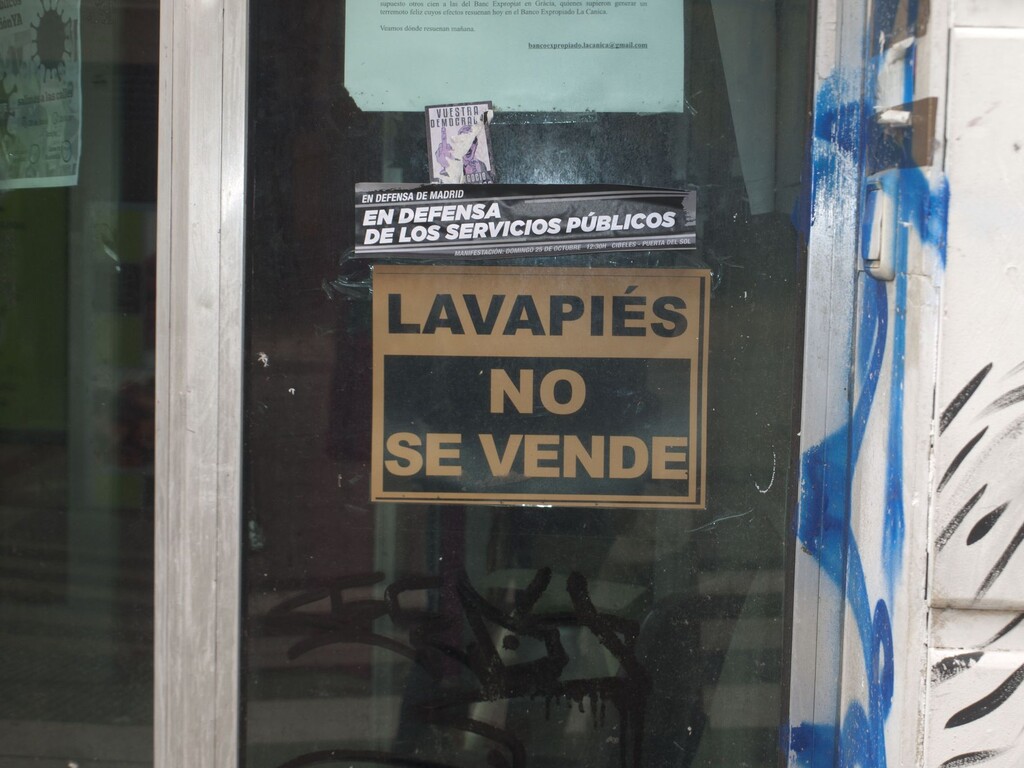 supuesto otros cien a las del Banc Expropiat en Gràcia, quienes supieron generar un
terremoto feliz cuyos efectos resuenan hoy en el Banco Expropiado La Canica.
Veamos dónde resuenan mañana.
bancoexpropiado.lacanica@gmail.com
VUESTRA
EN DEFENSA DE MADRID
EN DEFENSA
DE LOS SERVICIOS PÚBLICOS
MANIFESTACIÓN: DOMINGO 25 DE OCTUBRE 12:30H CIBELES - PUERTA DEL SOL
LAVAPIÉS
NO
SE VENDE